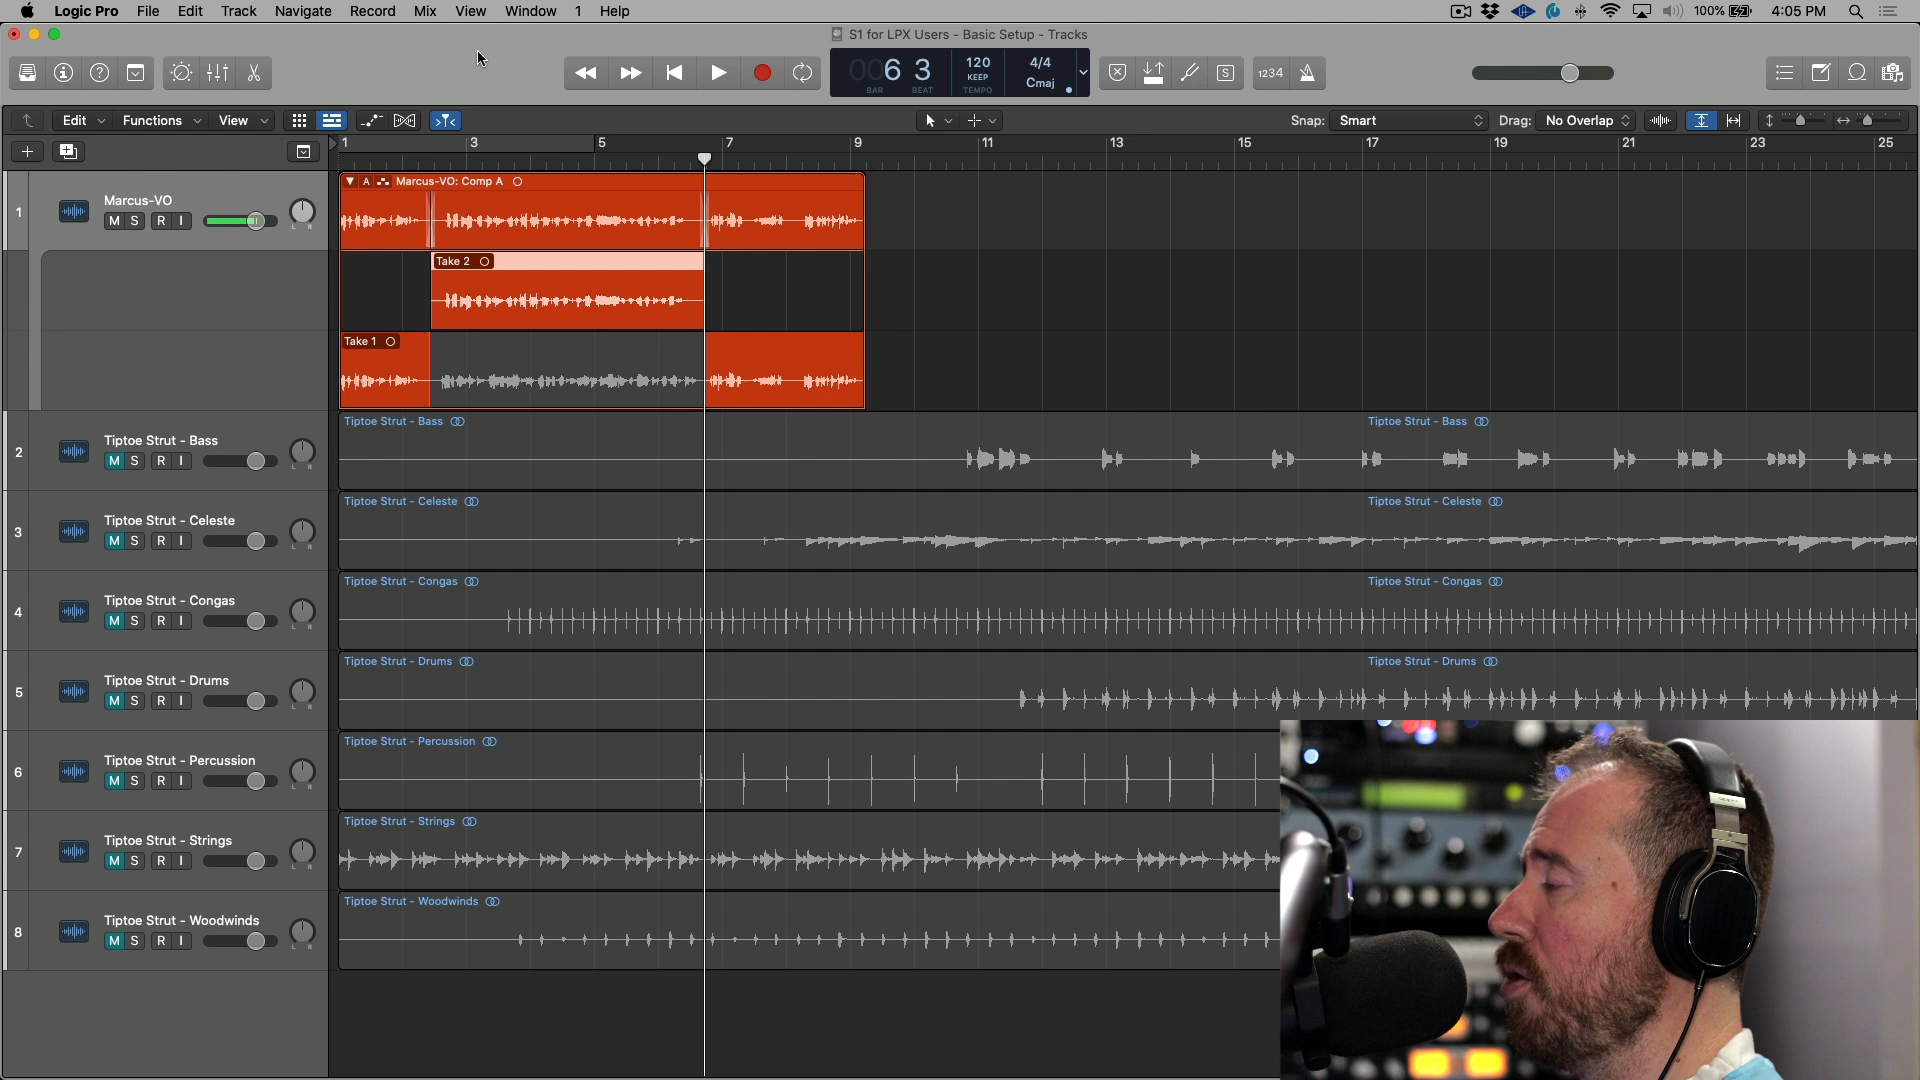 Logic Pro File Edit Track Navigate Record Mix View Window 1 Help 100% 4:05 PM
S1 for LPX Users - Basic Setup - Tracks
006 3 120 4/4
KEEP Cmaj
BAR BEAT TEMPO
S 1234
Edit Functions View Snap: Smart Drag: No Overlap
1 3 5 7 9 11 13 15 17 19 21 23 25
A Marcus-VO: Comp A
1 Marcus-VO
M S R I L R
Take 2
Take 1
Tiptoe Strut - Bass Tiptoe Strut - Bass
2 Tiptoe Strut - Bass
M S R I L R
Tiptoe Strut - Celeste Tiptoe Strut - Celeste
3 Tiptoe Strut - Celeste
M S R I L R
Tiptoe Strut - Congas Tiptoe Strut - Congas
4 Tiptoe Strut - Congas
M S R I L R
Tiptoe Strut - Drums Tiptoe Strut - Drums
5 Tiptoe Strut - Drums
M S R I L R
Tiptoe Strut - Percussion
6 Tiptoe Strut - Percussion
M S R I L R
Tiptoe Strut - Strings
7 Tiptoe Strut - Strings
M S R I L R
Tiptoe Strut - Woodwinds
8 Tiptoe Strut - Woodwinds
M S R I L R